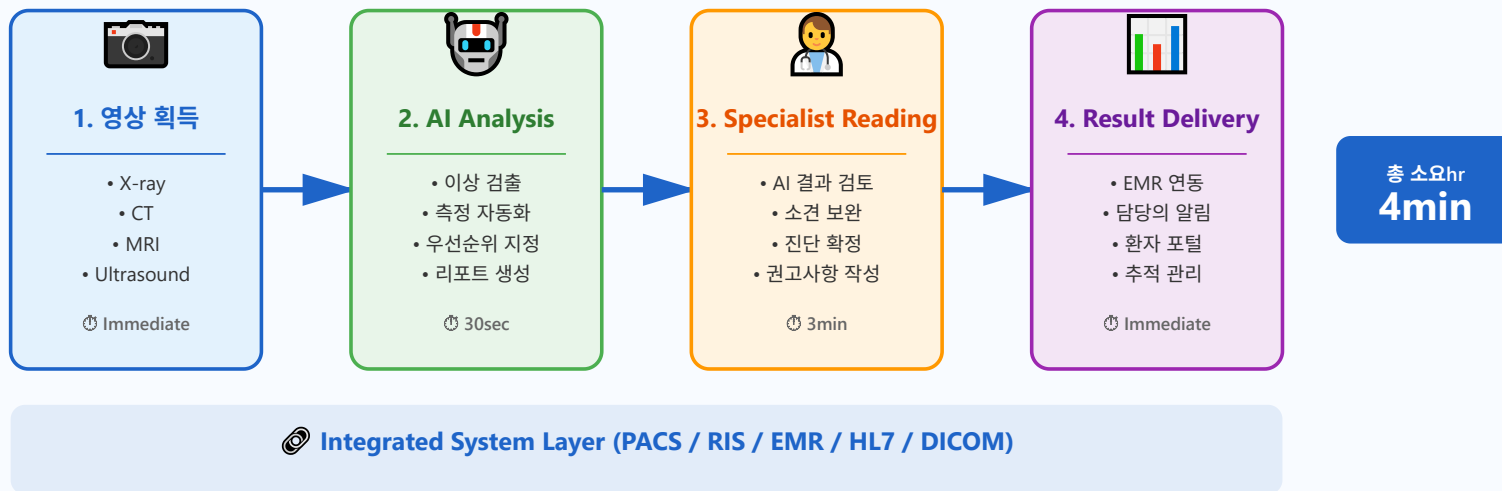 1. 영상 획득
• X-ray
• CT
• MRI
• Ultrasound
⏱ Immediate
2. AI Analysis
• 이상 검출
• 측정 자동화
• 우선순위 지정
• 리포트 생성
⏱ 30sec
3. Specialist Reading
• AI 결과 검토
• 소견 보완
• 진단 확정
• 권고사항 작성
⏱ 3min
4. Result Delivery
• EMR 연동
• 담당의 알림
• 환자 포털
• 추적 관리
⏱ Immediate
총 소요hr
4min
🔗 Integrated System Layer (PACS / RIS / EMR / HL7 / DICOM)